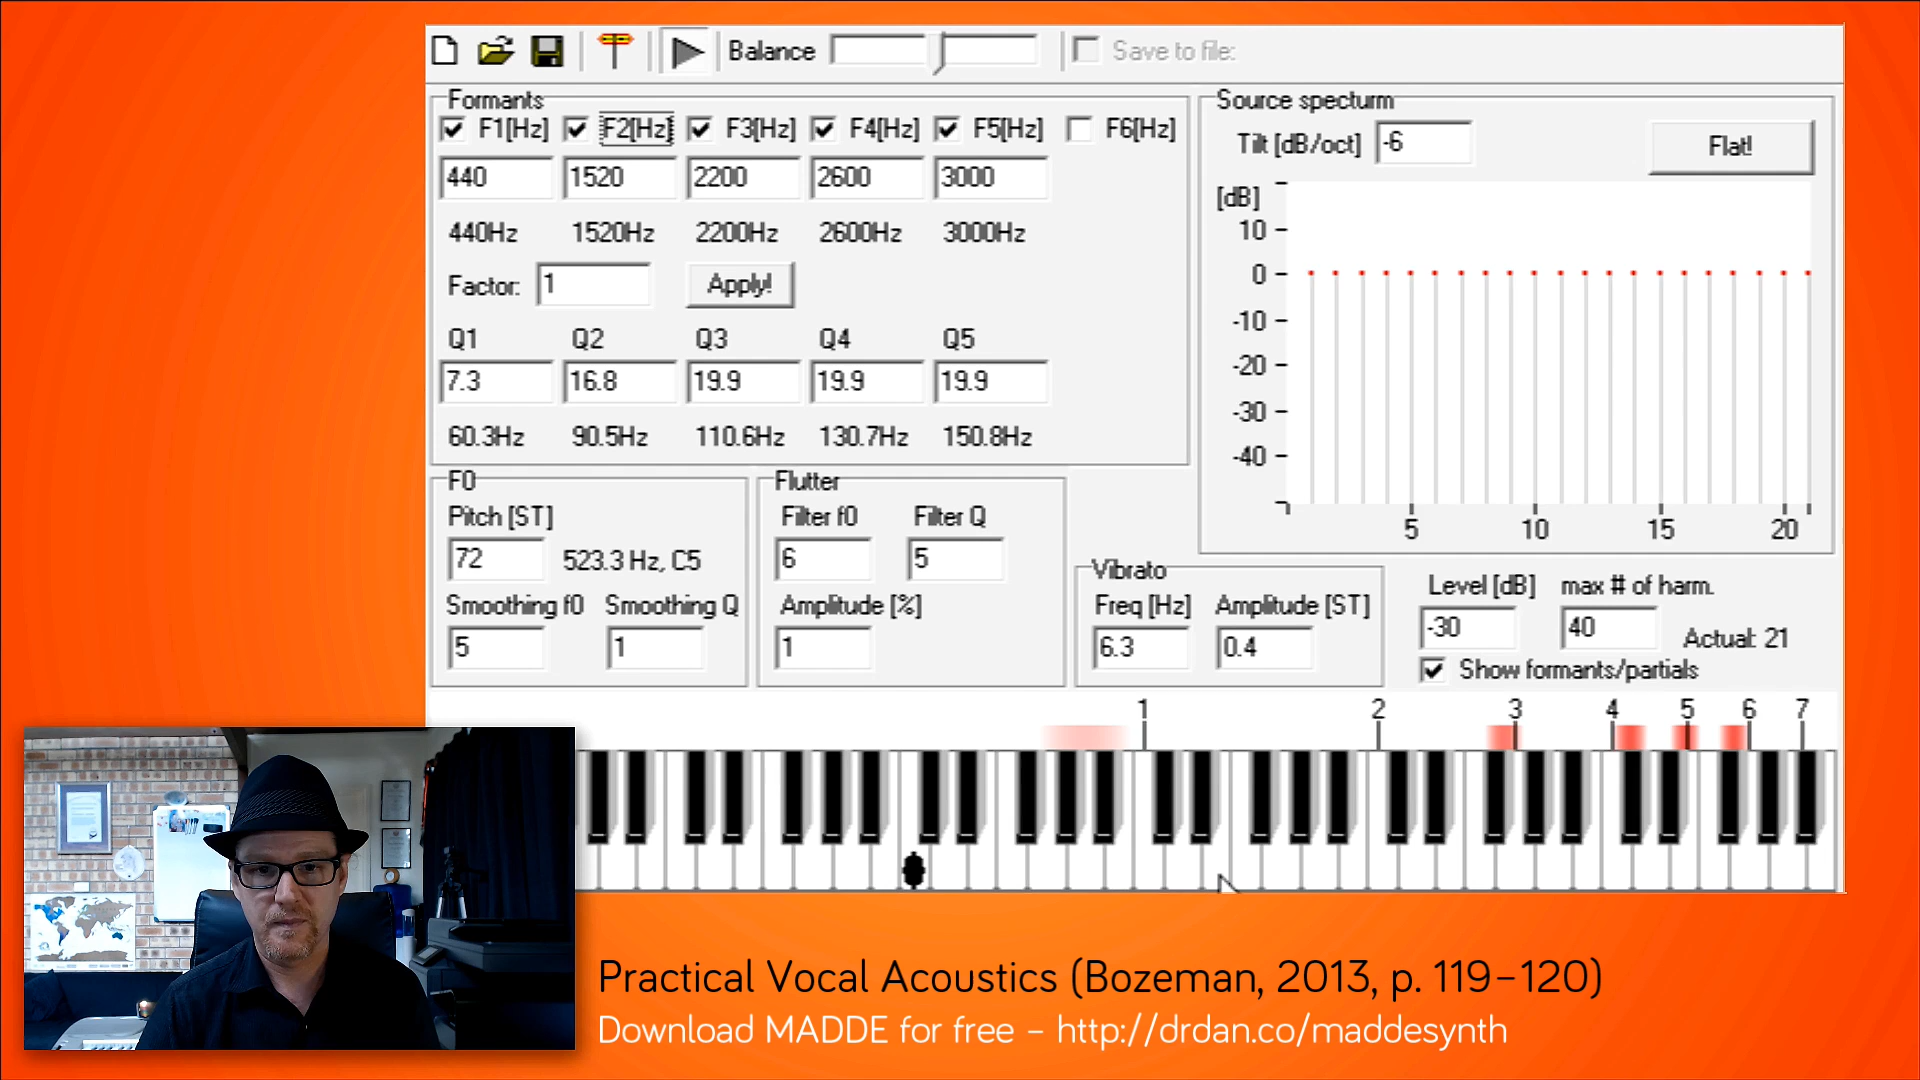 Balance
Save to file:
Formants
F1[Hz] F2[Hz] F3[Hz] F4[Hz] F5[Hz] F6[Hz]
440 1520 2200 2600 3000
440Hz 1520Hz 2200Hz 2600Hz 3000Hz
Factor: 1 Apply!
Q1 Q2 Q3 Q4 Q5
7.3 16.8 19.9 19.9 19.9
60.3Hz 90.5Hz 110.6Hz 130.7Hz 150.8Hz
Source specturm
Tilt [dB/oct] -6 Flat!
[dB]
10
0
-10
-20
-30
-40
5 10 15 20
F0
Pitch [ST]
72 523.3 Hz, C5
Smoothing f0 Smoothing Q
5 1
Flutter
Filter f0 Filter Q
6 5
Amplitude [%]
1
Vibrato
Freq [Hz] Amplitude [ST]
6.3 0.4
Level [dB] max # of harm.
-30 40 Actual: 21
Show formants/partials
1 2 3 4 5 6 7
Practical Vocal Acoustics (Bozeman, 2013, p. 119–120)
Download MADDE for free – http://drdan.co/maddesynth